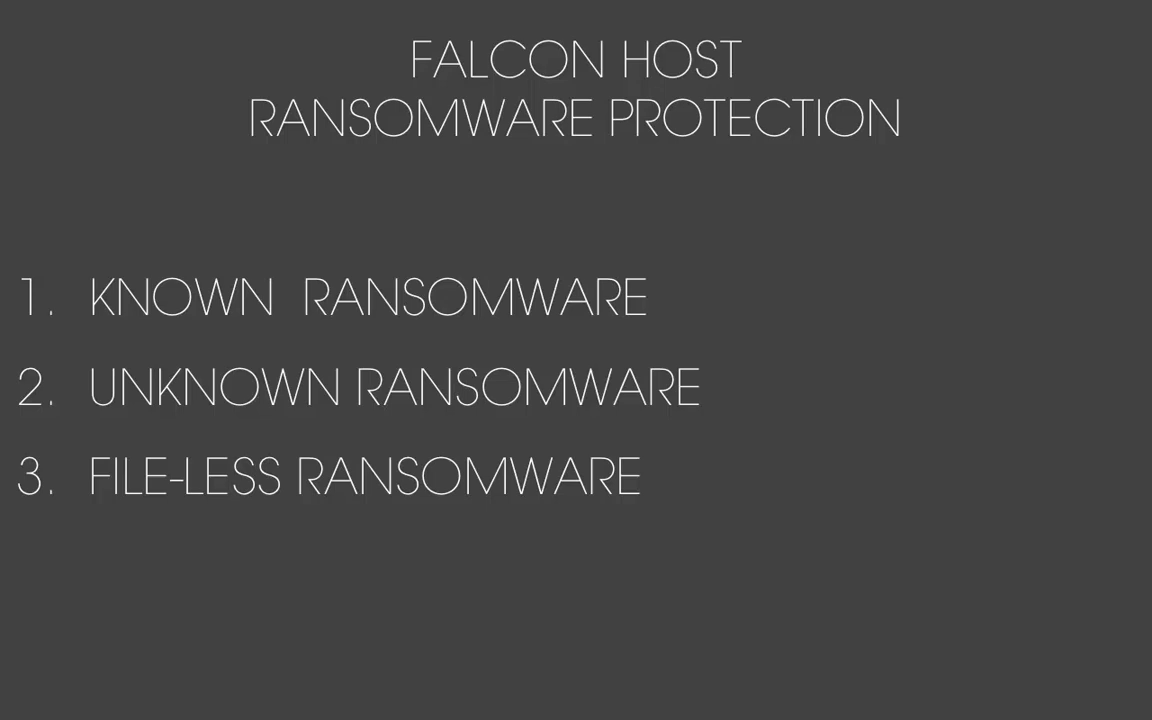 FALCON HOST
RANSOMWARE PROTECTION
1. KNOWN RANSOMWARE
2. UNKNOWN RANSOMWARE
3. FILE-LESS RANSOMWARE